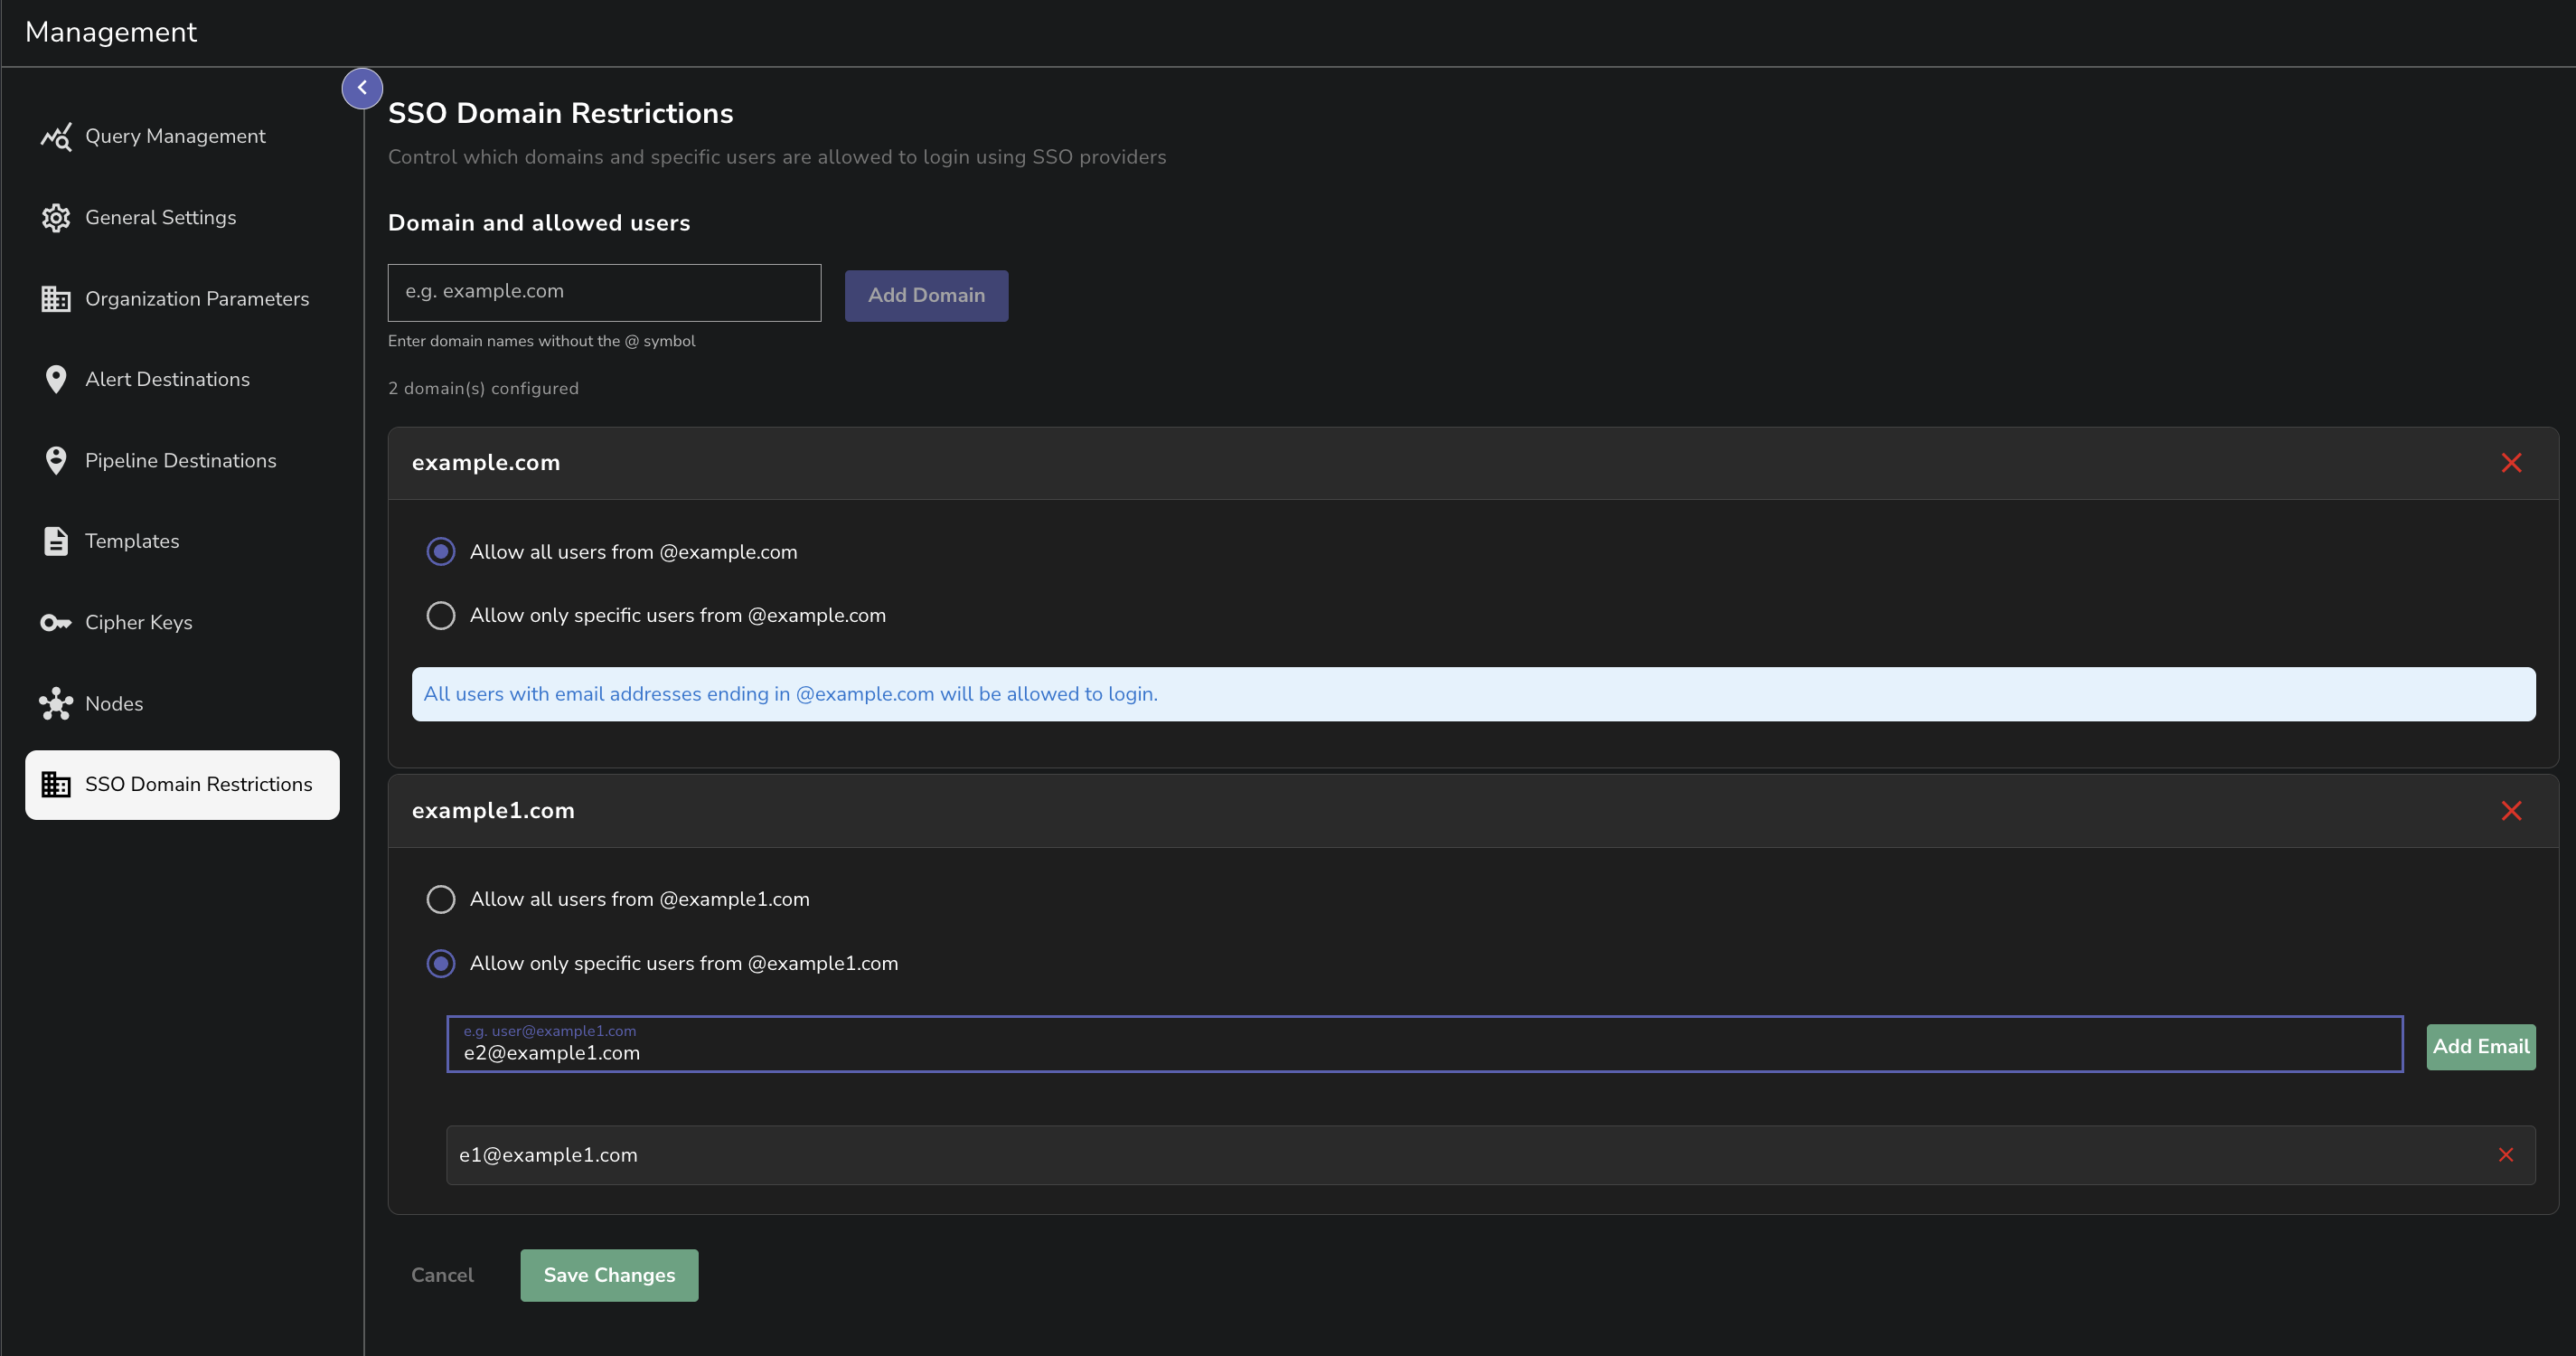 Management
Query Management
General Settings
Organization Parameters
Alert Destinations
Pipeline Destinations
Templates
Cipher Keys
Nodes
SSO Domain Restrictions
SSO Domain Restrictions
Control which domains and specific users are allowed to login using SSO providers
Domain and allowed users
e.g. example.com
Add Domain
Enter domain names without the @ symbol
2 domain(s) configured
example.com
Allow all users from @example.com
Allow only specific users from @example.com
All users with email addresses ending in @example.com will be allowed to login.
example1.com
Allow all users from @example1.com
Allow only specific users from @example1.com
e.g. user@example1.com
e2@example1.com
Add Email
e1@example1.com
Cancel
Save Changes